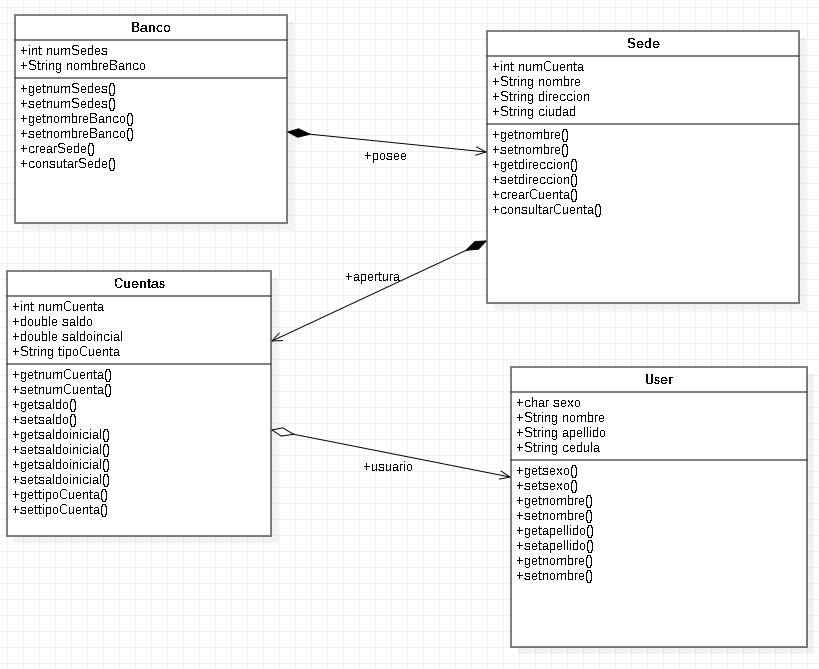 Banco
+int numSedes
+String nombreBanco
+getnumSedes()
+setnumSedes()
+getnombreBanco()
+setnombreBanco()
+crearSede()
+consutarSede()
Sede
+int numCuenta
+String nombre
+String direccion
+String ciudad
+getnombre()
+setnombre()
+getdireccion()
+setdireccion()
+crearCuenta()
+consultarCuenta()
+posee
+apertura
Cuentas
+int numCuenta
+double saldo
+double saldoincial
+String tipoCuenta
+getnumCuenta()
+setnumCuenta()
+getsaldo()
+setsaldo()
+getsaldoinicial()
+setsaldoinicial()
+getsaldoinicial()
+setsaldoinicial()
+gettipoCuenta()
+settipoCuenta()
+usuario
User
+char sexo
+String nombre
+String apellido
+String cedula
+getsexo()
+setsexo()
+getnombre()
+setnombre()
+getapellido()
+setapellido()
+getnombre()
+setnombre()